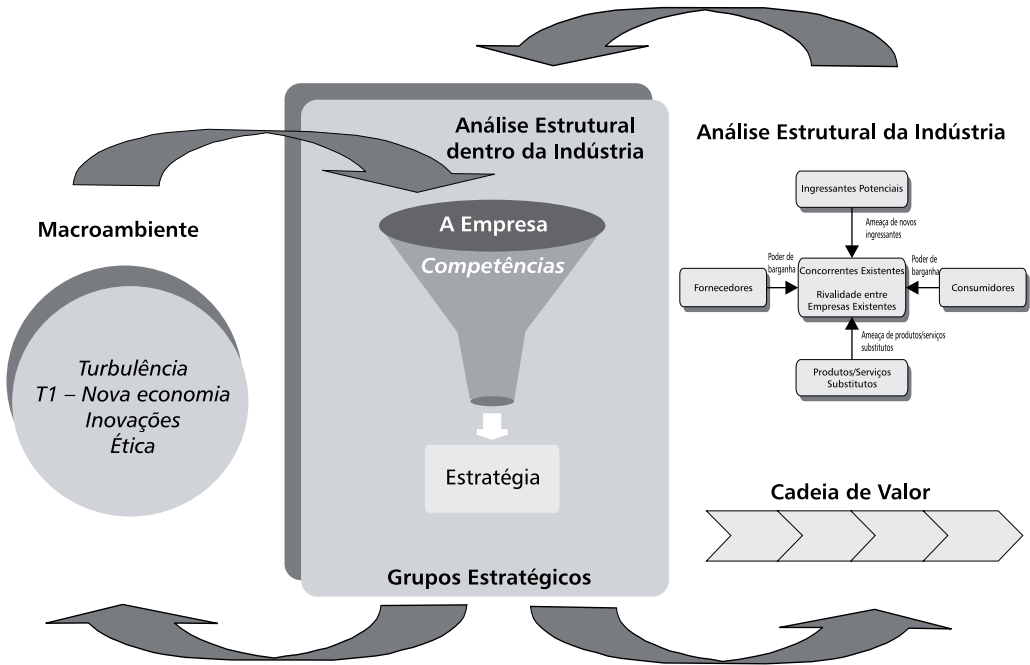 Macroambiente
Turbulência
T1 – Nova economia
Inovações
Ética
Análise Estrutural
dentro da Indústria
A Empresa
Competências
Estratégia
Grupos Estratégicos
Análise Estrutural da Indústria
Ingressantes Potenciais
Ameaça de novos
ingressantes
Fornecedores
Poder de
barganha
Concorrentes Existentes
Rivalidade entre
Empresas Existentes
Poder de
barganha
Consumidores
Ameaça de produtos/serviços
substitutos
Produtos/Serviços
Substitutos
Cadeia de Valor